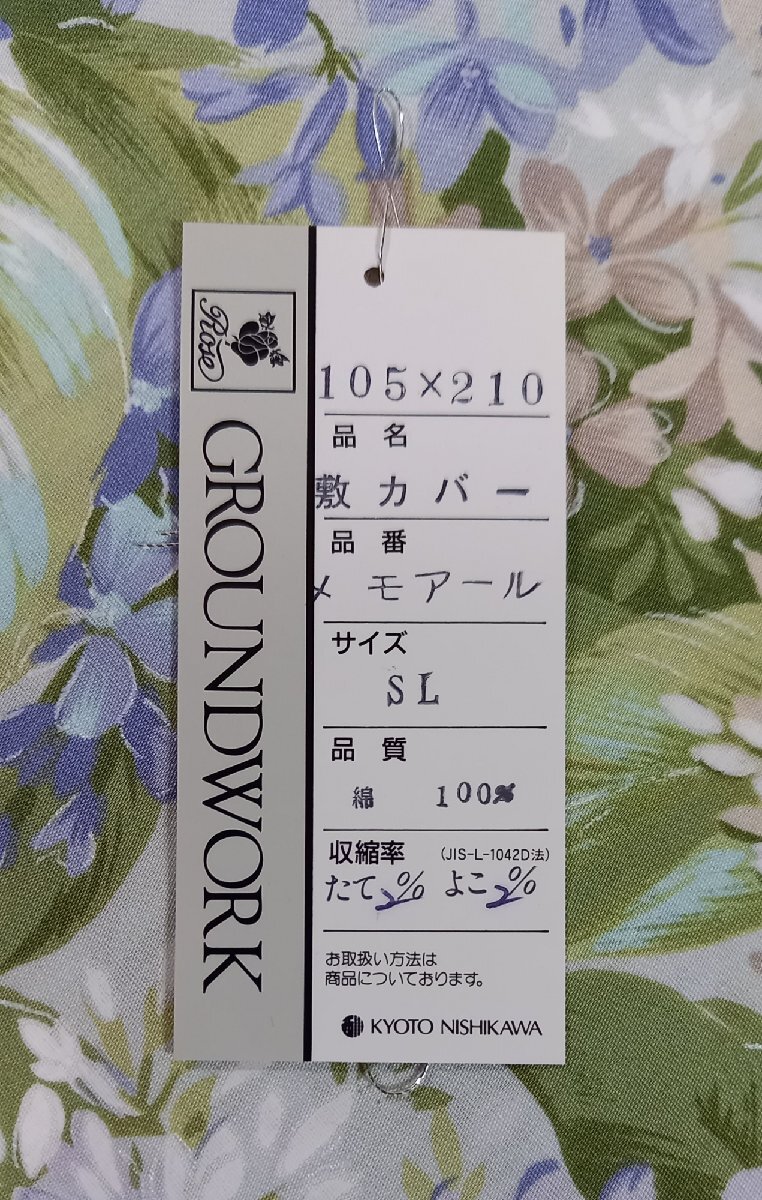 Rose
GROUNDWORK
105×210
品名
敷カバー
品番
メモアール
サイズ
SL
品質
綿 100%
収縮率 (JIS-L-1042D法)
たて2% よこ2%
お取扱い方法は
商品についております。
KYOTO NISHIKAWA